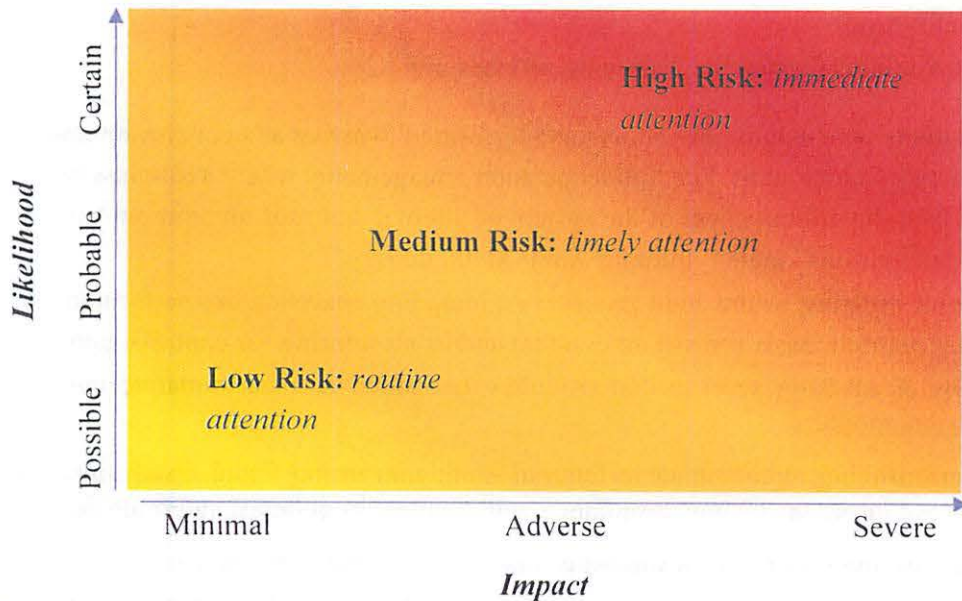 Certain
High Risk: immediate
attention
Likelihood
Probable
Medium Risk: timely attention
Possible
Low Risk: routine
attention
Minimal
Adverse
Severe
Impact